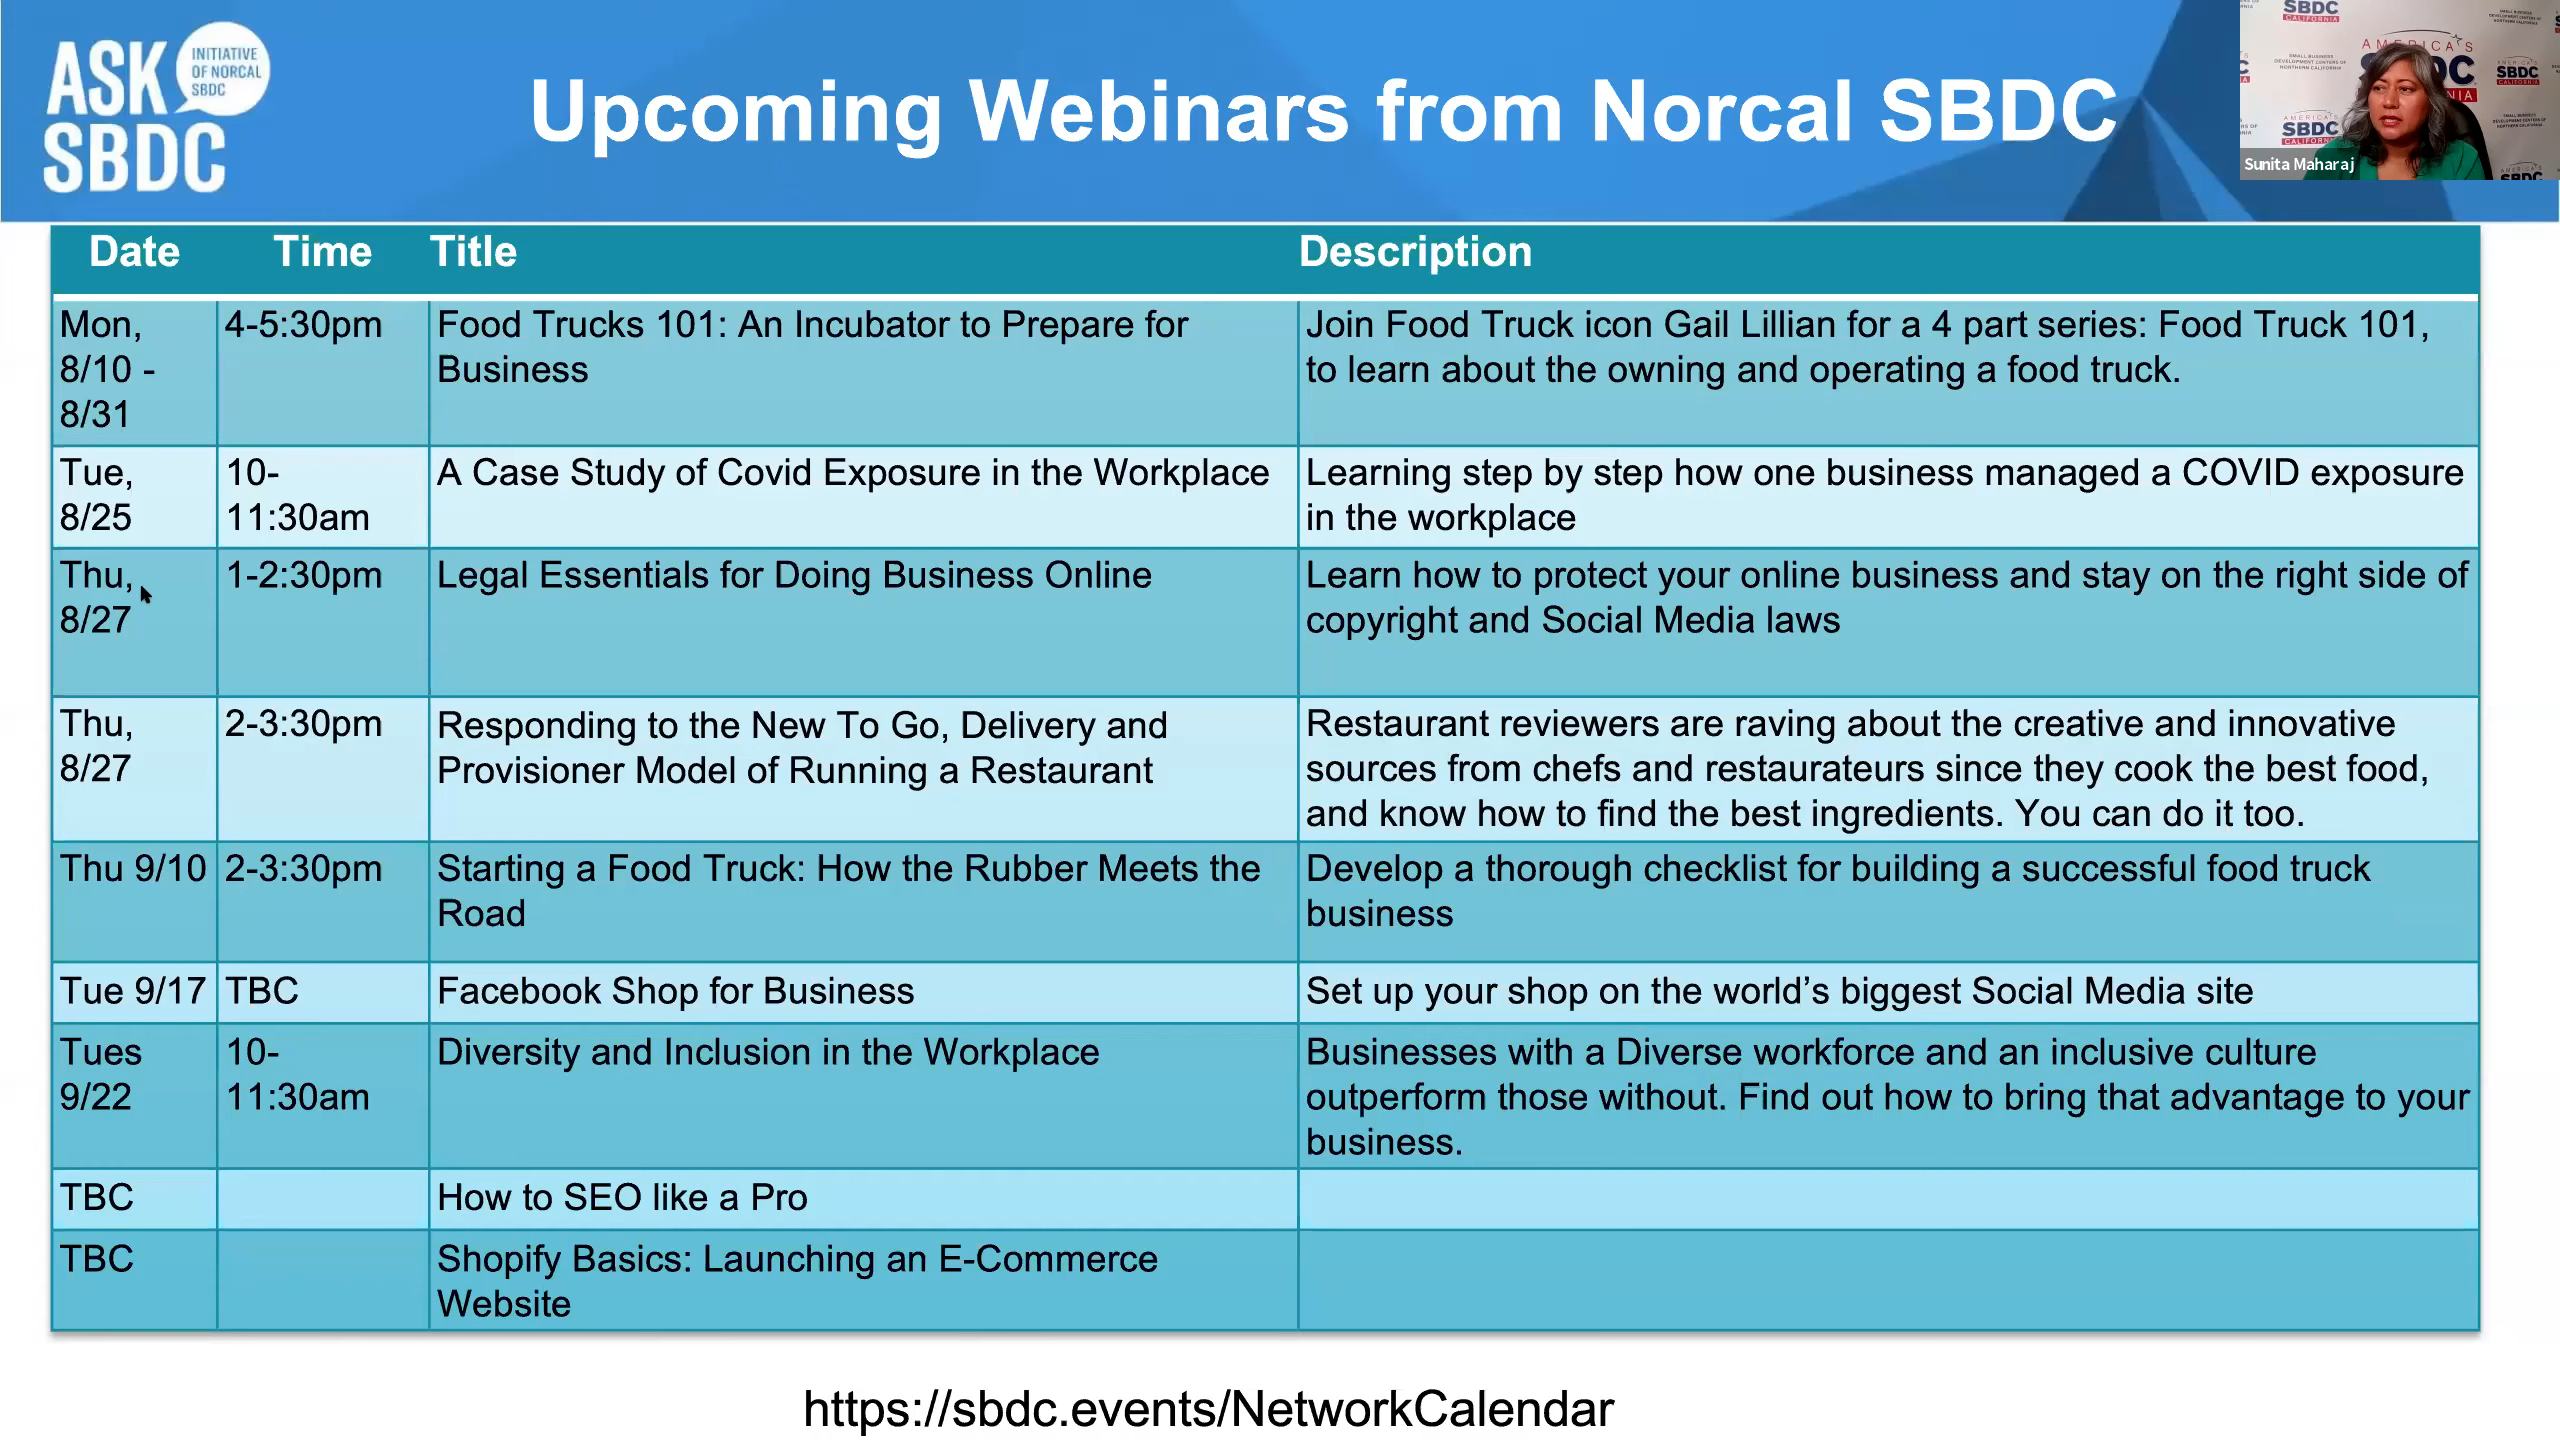 ASK
INITIATIVE
OF NORCAL
SBDC
SBDC
Upcoming Webinars from Norcal SBDC
SBDC
CALIFORNIA
AMERICA'S
SMALL BUSINESS
DEVELOPMENT CENTERS OF
NORTHERN CALIFORNIA
SBDC
CALIFORNIA
SBDC
Sunita Maharaj
Date Time Title Description
Mon,
8/10 -
8/31
4-5:30pm
Food Trucks 101: An Incubator to Prepare for
Business
Join Food Truck icon Gail Lillian for a 4 part series: Food Truck 101,
to learn about the owning and operating a food truck.
Tue,
8/25
10-
11:30am
A Case Study of Covid Exposure in the Workplace
Learning step by step how one business managed a COVID exposure
in the workplace
Thu,
8/27
1-2:30pm
Legal Essentials for Doing Business Online
Learn how to protect your online business and stay on the right side of
copyright and Social Media laws
Thu,
8/27
2-3:30pm
Responding to the New To Go, Delivery and
Provisioner Model of Running a Restaurant
Restaurant reviewers are raving about the creative and innovative
sources from chefs and restaurateurs since they cook the best food,
and know how to find the best ingredients. You can do it too.
Thu 9/10
2-3:30pm
Starting a Food Truck: How the Rubber Meets the
Road
Develop a thorough checklist for building a successful food truck
business
Tue 9/17
TBC
Facebook Shop for Business
Set up your shop on the world’s biggest Social Media site
Tues
9/22
10-
11:30am
Diversity and Inclusion in the Workplace
Businesses with a Diverse workforce and an inclusive culture
outperform those without. Find out how to bring that advantage to your
business.
TBC
How to SEO like a Pro
TBC
Shopify Basics: Launching an E-Commerce
Website
https://sbdc.events/NetworkCalendar